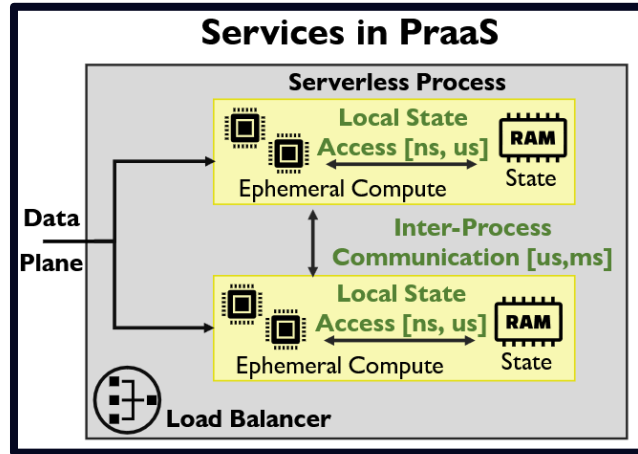 Services in PraaS
Serverless Process
Local State
Access [ns, us]
RAM
Ephemeral Compute
State
Data
Plane
Inter-Process
Communication [us,ms]
Local State
Access [ns, us]
RAM
Ephemeral Compute
State
Load Balancer